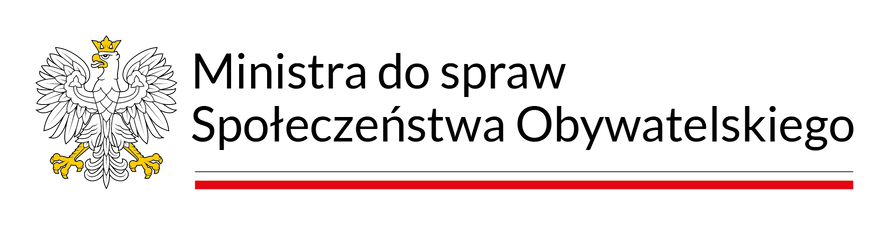 Ministra do spraw
Społeczeństwa Obywatelskiego